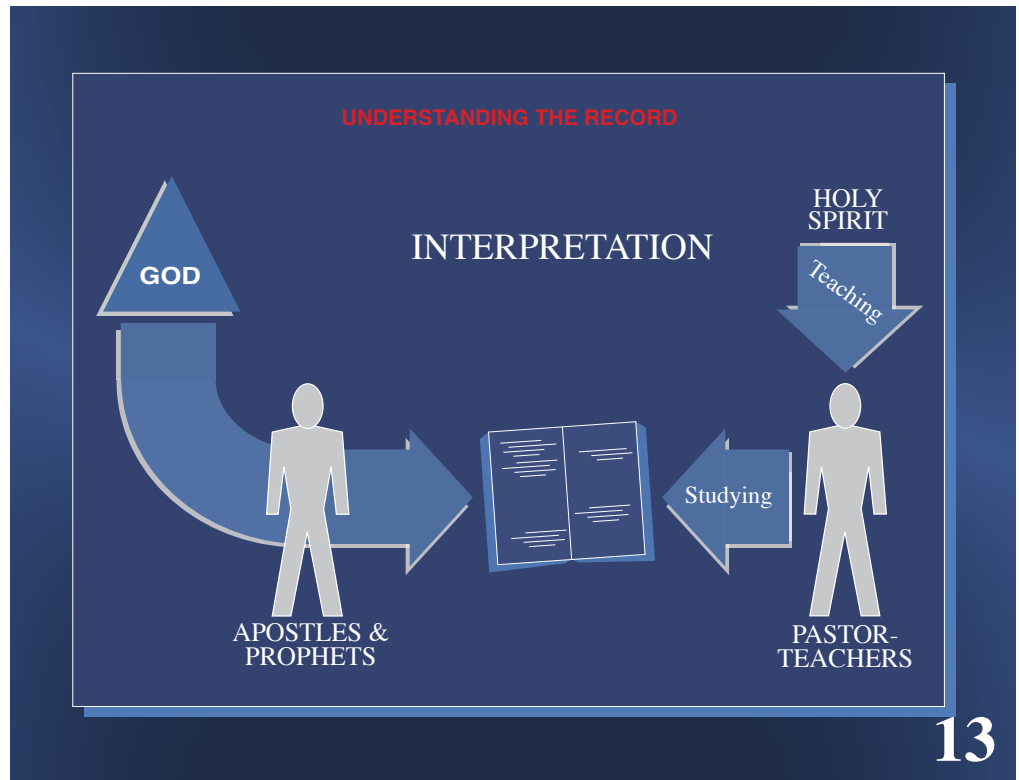 UNDERSTANDING THE RECORD
HOLY
SPIRIT
INTERPRETATION
GOD
Teaching
Studying
APOSTLES &
PROPHETS
PASTOR-
TEACHERS
13